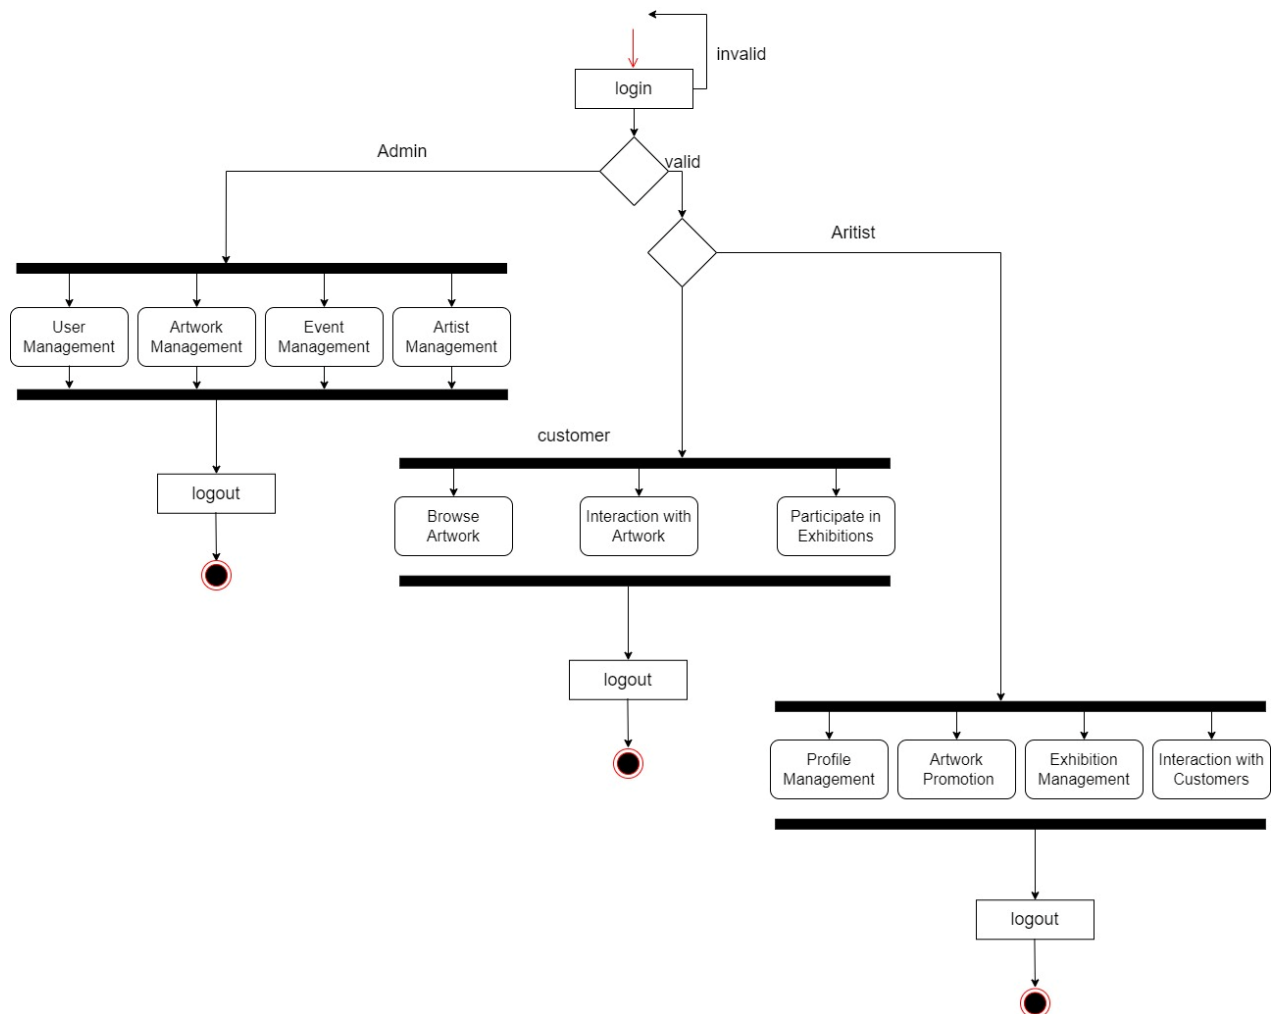 invalid
login
Admin
valid
Aritist
User
Management
Artwork
Management
Event
Management
Artist
Management
customer
logout
Browse
Artwork
Interaction with
Artwork
Participate in
Exhibitions
logout
Profile
Management
Artwork
Promotion
Exhibition
Management
Interaction with
Customers
logout